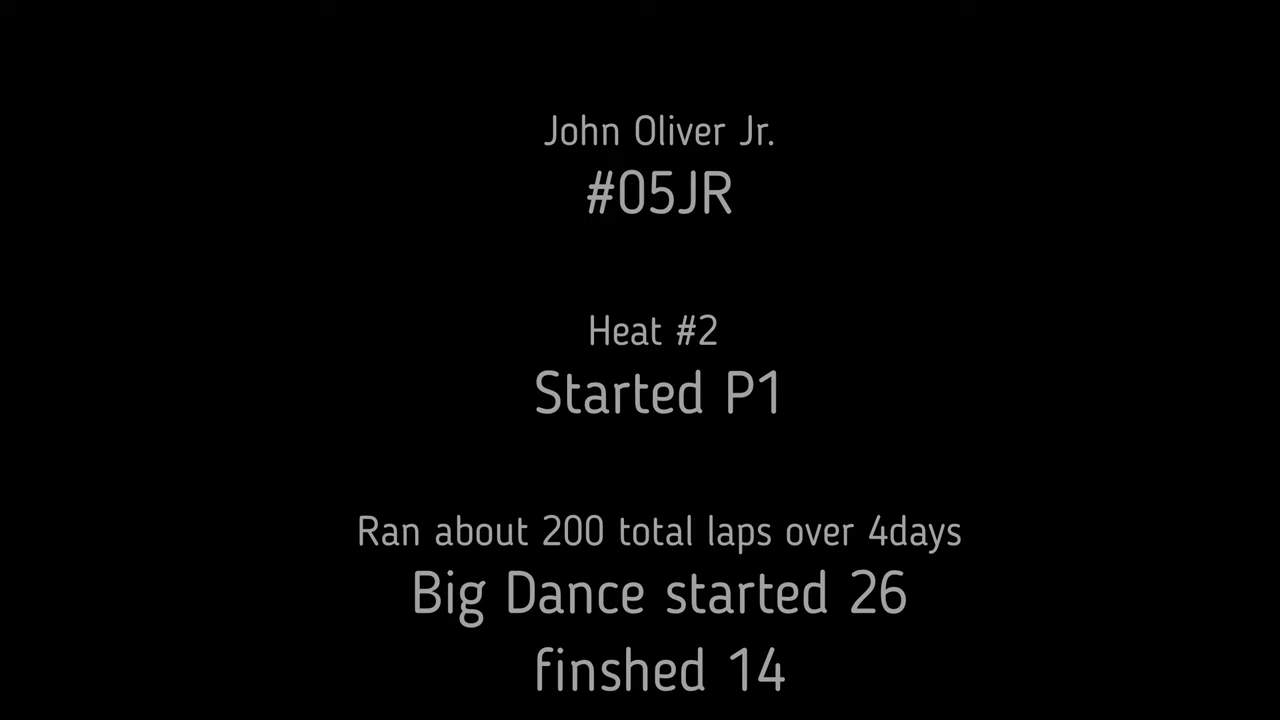 John Oliver Jr.
#05JR
Heat #2
Started P1
Ran about 200 total laps over 4days
Big Dance started 26
finshed 14